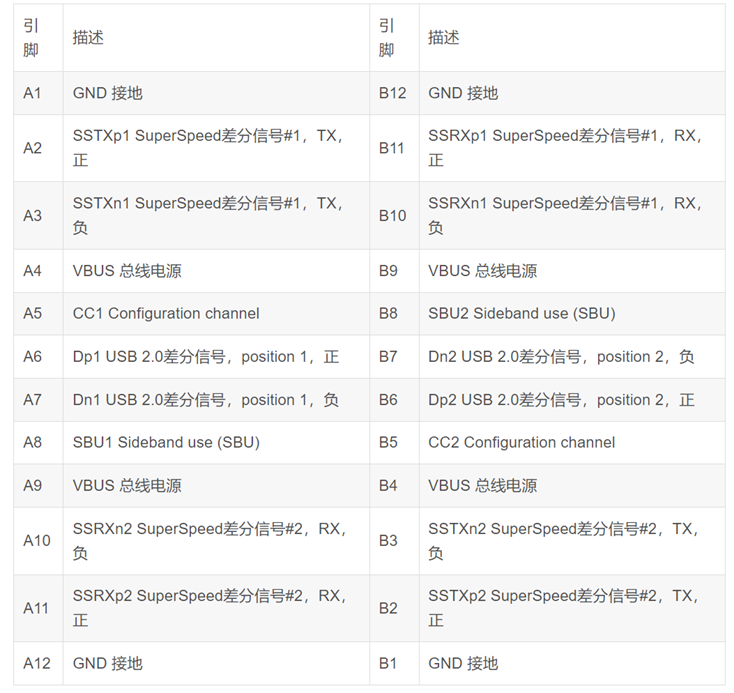 引
脚
描述
引
脚
描述
A1
GND 接地
B12
GND 接地
A2
SSTXp1 SuperSpeed差分信号#1，TX，
正
B11
SSRXp1 SuperSpeed差分信号#1，RX，
正
A3
SSTXn1 SuperSpeed差分信号#1，TX，
负
B10
SSRXn1 SuperSpeed差分信号#1，RX，
负
A4
VBUS 总线电源
B9
VBUS 总线电源
A5
CC1 Configuration channel
B8
SBU2 Sideband use (SBU)
A6
Dp1 USB 2.0差分信号，position 1，正
B7
Dn2 USB 2.0差分信号，position 2，负
A7
Dn1 USB 2.0差分信号，position 1，负
B6
Dp2 USB 2.0差分信号，position 2，正
A8
SBU1 Sideband use (SBU)
B5
CC2 Configuration channel
A9
VBUS 总线电源
B4
VBUS 总线电源
A10
SSRXn2 SuperSpeed差分信号#2，RX，
负
B3
SSTXn2 SuperSpeed差分信号#2，TX，
负
A11
SSRXp2 SuperSpeed差分信号#2，RX，
正
B2
SSTXp2 SuperSpeed差分信号#2，TX，
正
A12
GND 接地
B1
GND 接地